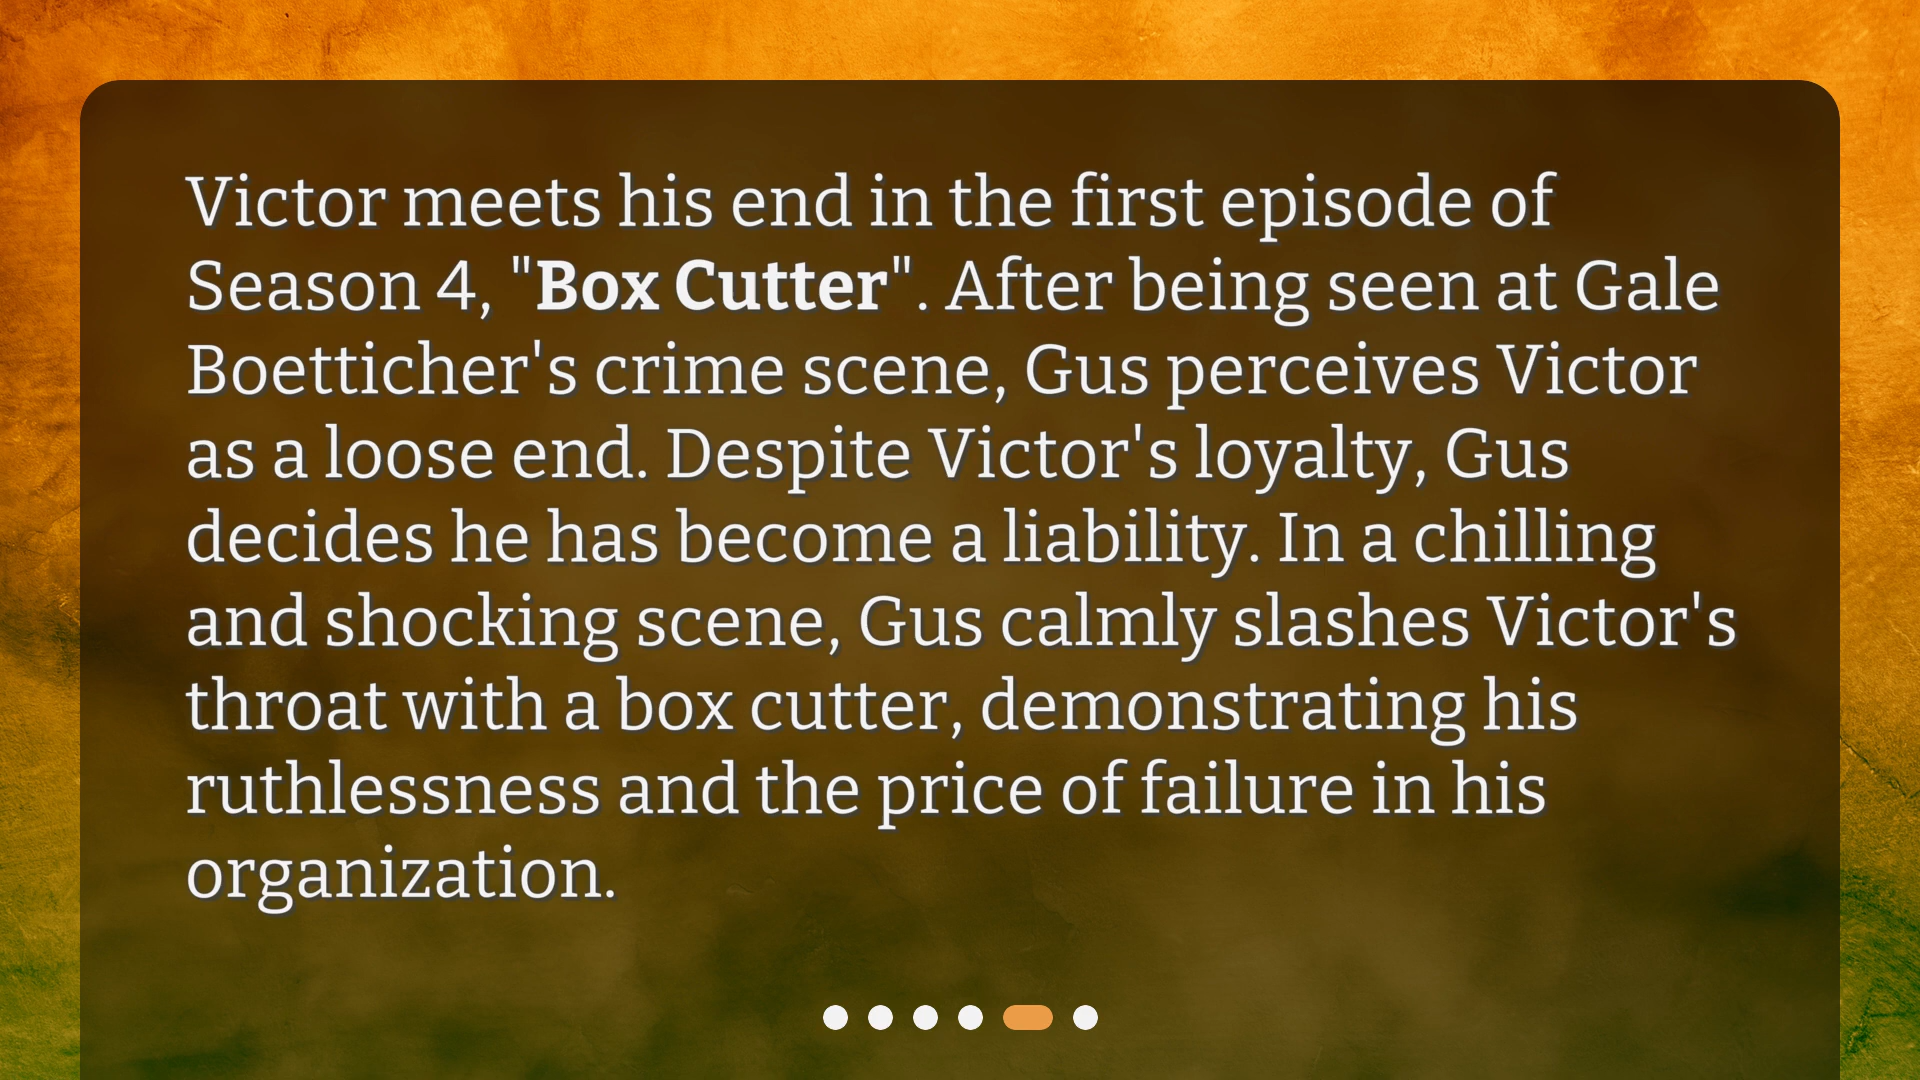 Victor meets his end in the first episode of
Season 4, "Box Cutter". After being seen at Gale
Boetticher's crime scene, Gus perceives Victor
as a loose end. Despite Victor's loyalty, Gus
decides he has become a liability. In a chilling
and shocking scene, Gus calmly slashes Victor's
throat with a box cutter, demonstrating his
ruthlessness and the price of failure in his
organization.